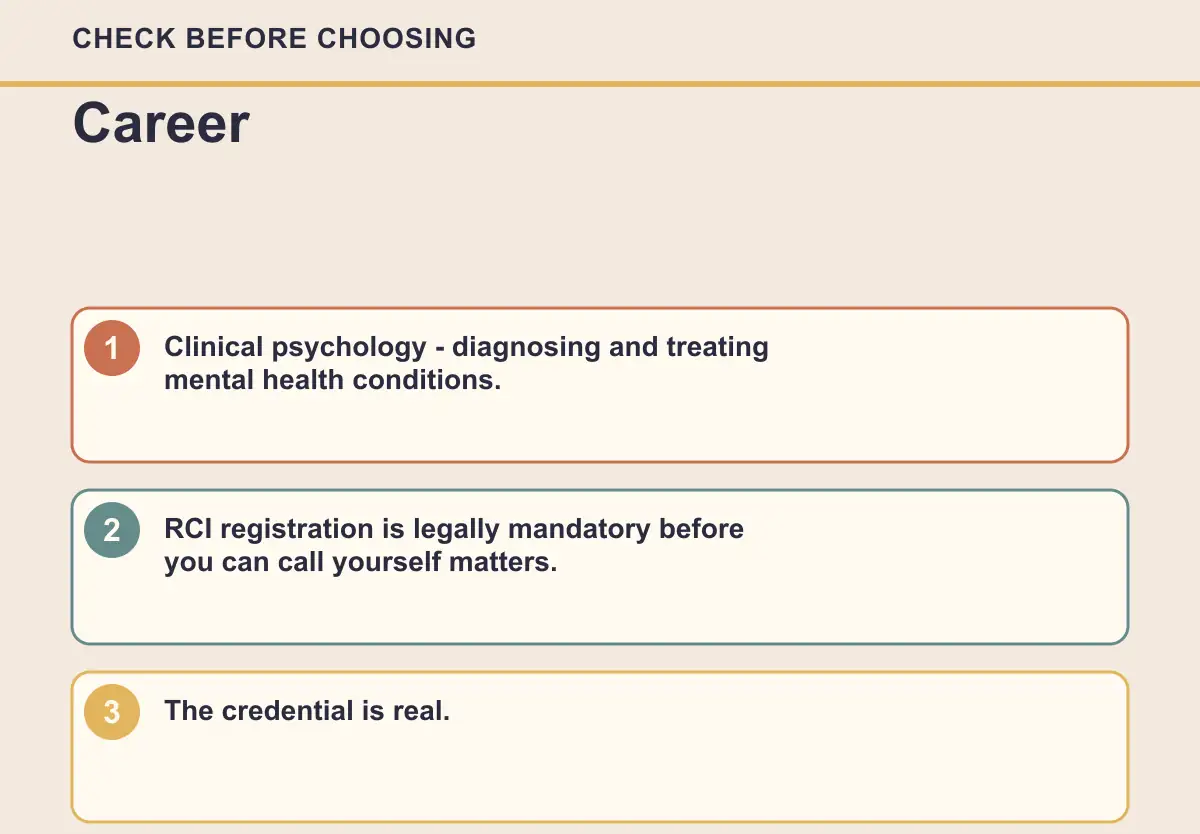 CHECK BEFORE CHOOSING
Career
1
Clinical psychology - diagnosing and treating
mental health conditions.
2
RCI registration is legally mandatory before
you can call yourself matters.
3
The credential is real.